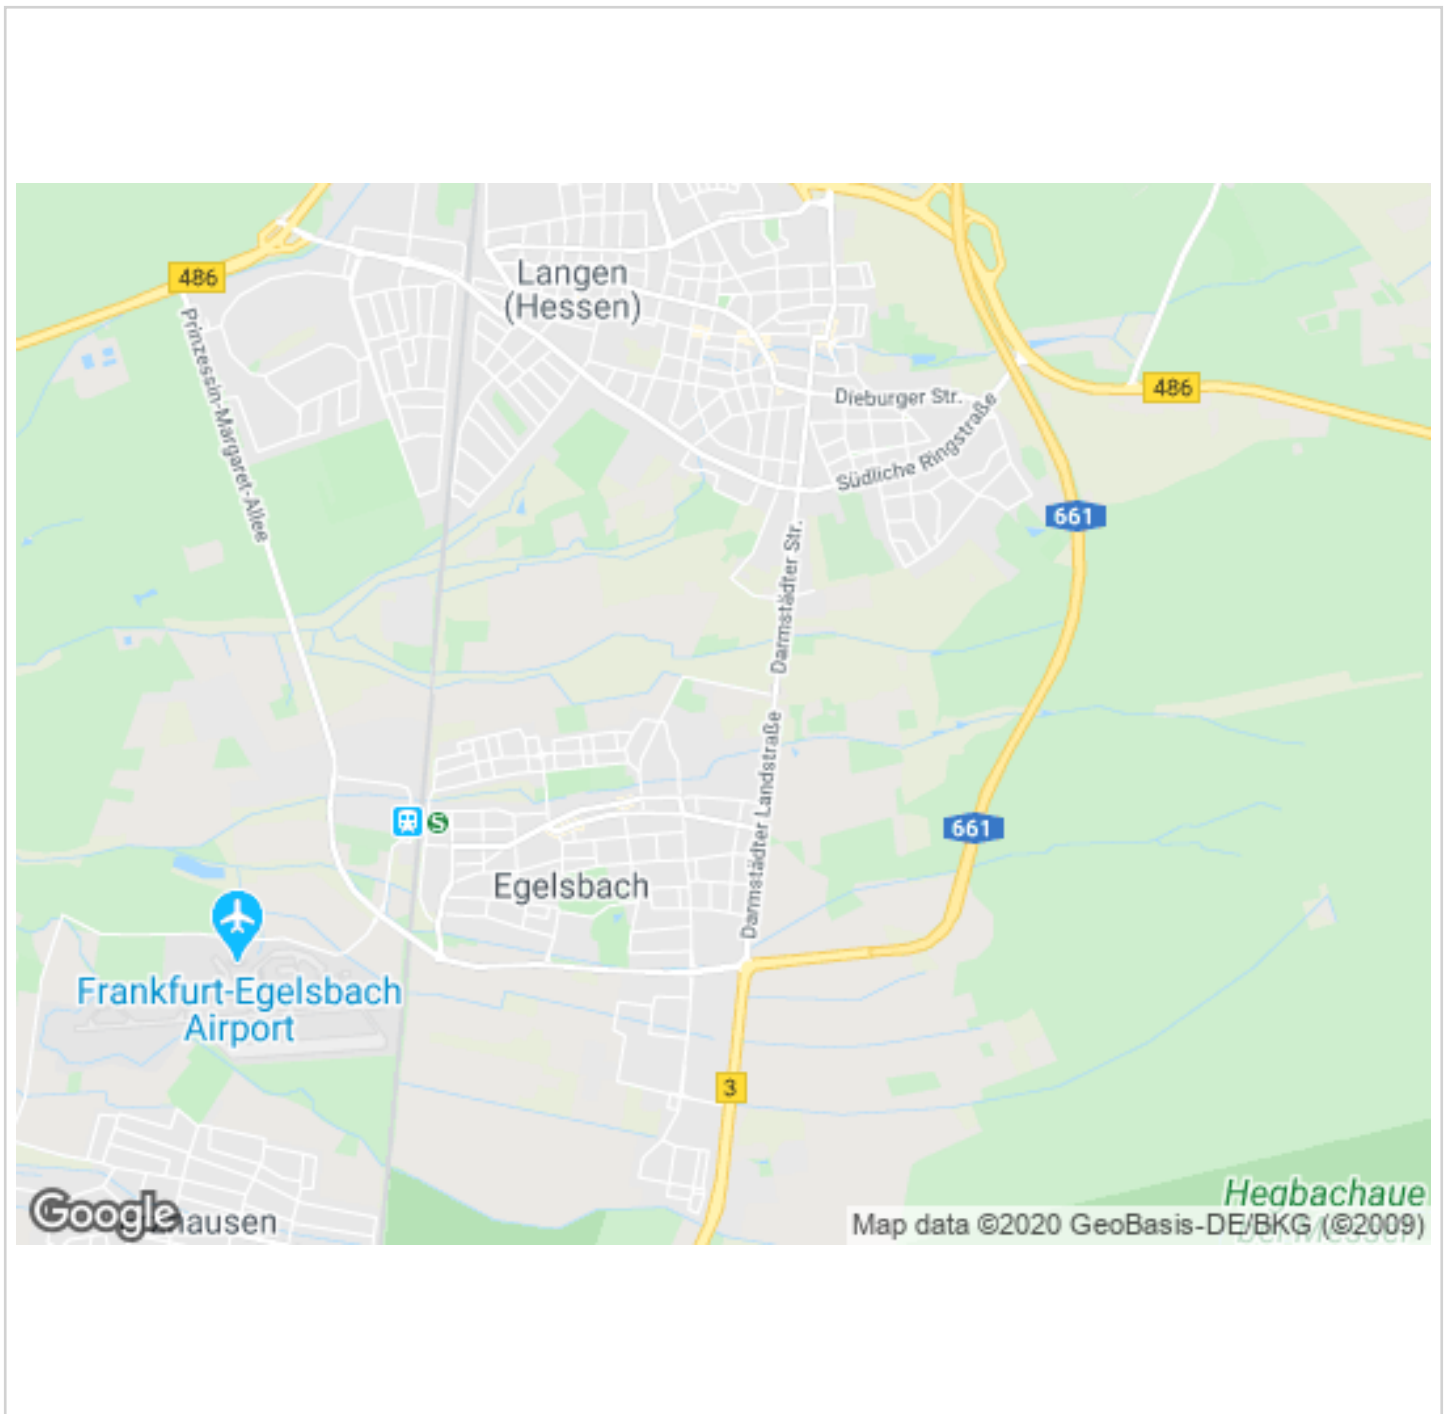 486
Langen
(Hessen)
Prinzessin-Margaret-Allee
Dieburger Str.
486
Südliche Ringstraße
661
Darmstädter Str.
Darmstädter Landstraße
S
661
Egelsbach
Frankfurt-Egelsbach
Airport
3
Hegbachaue
Google
Map data ©2020 GeoBasis-DE/BKG (©2009)